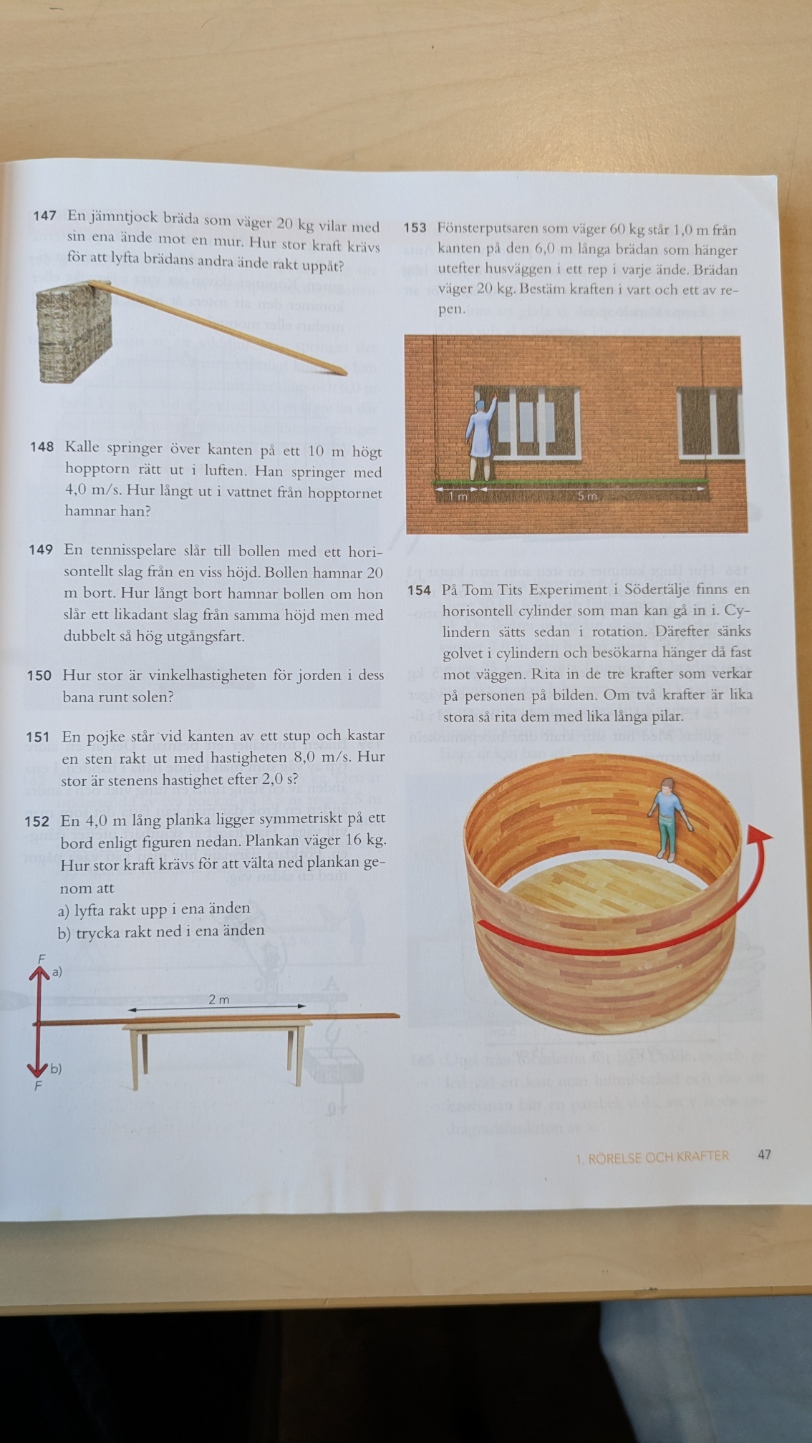 147 En jämntjock bräda som väger 20 kg vilar med
sin ena ände mot en mur. Hur stor kraft krävs
för att lyfta brädans andra ände rakt uppåt?
148 Kalle springer över kanten på ett 10 m högt
hopptorn rätt ut i luften. Han springer med
4,0 m/s. Hur långt ut i vattnet från hopptornet
hamnar han?
149 En tennisspelare slår till bollen med ett hori-
sontellt slag från en viss höjd. Bollen hamnar 20
m bort. Hur långt bort hamnar bollen om hon
slår ett likadant slag från samma höjd men med
dubbelt så hög utgångsfart.
150 Hur stor är vinkelhastigheten för jorden i dess
bana runt solen?
151 En pojke står vid kanten av ett stup och kastar
en sten rakt ut med hastigheten 8,0 m/s. Hur
stor är stenens hastighet efter 2,0 s?
152 En 4,0 m lång planka ligger symmetriskt på ett
bord enligt figuren nedan. Plankan väger 16 kg.
Hur stor kraft krävs för att välta ned plankan ge-
nom att
a) lyfta rakt upp i ena änden
b) trycka rakt ned i ena änden
F
a)
2 m
b)
F
153 Fönsterputsaren som väger 60 kg står 1,0 m från
kanten på den 6,0 m långa brädan som hänger
utefter husväggen i ett rep i varje ände. Brädan
väger 20 kg. Bestäm kraften i vart och ett av re-
pen.
1 m 5 m
154 På Tom Tits Experiment i Södertälje finns en
horisontell cylinder som man kan gå in i. Cy-
lindern sätts sedan i rotation. Därefter sänks
golvet i cylindern och besökarna hänger då fast
mot väggen. Rita in de tre krafter som verkar
på personen på bilden. Om två krafter är lika
stora så rita dem med lika långa pilar.
1. RÖRELSE OCH KRAFTER 47